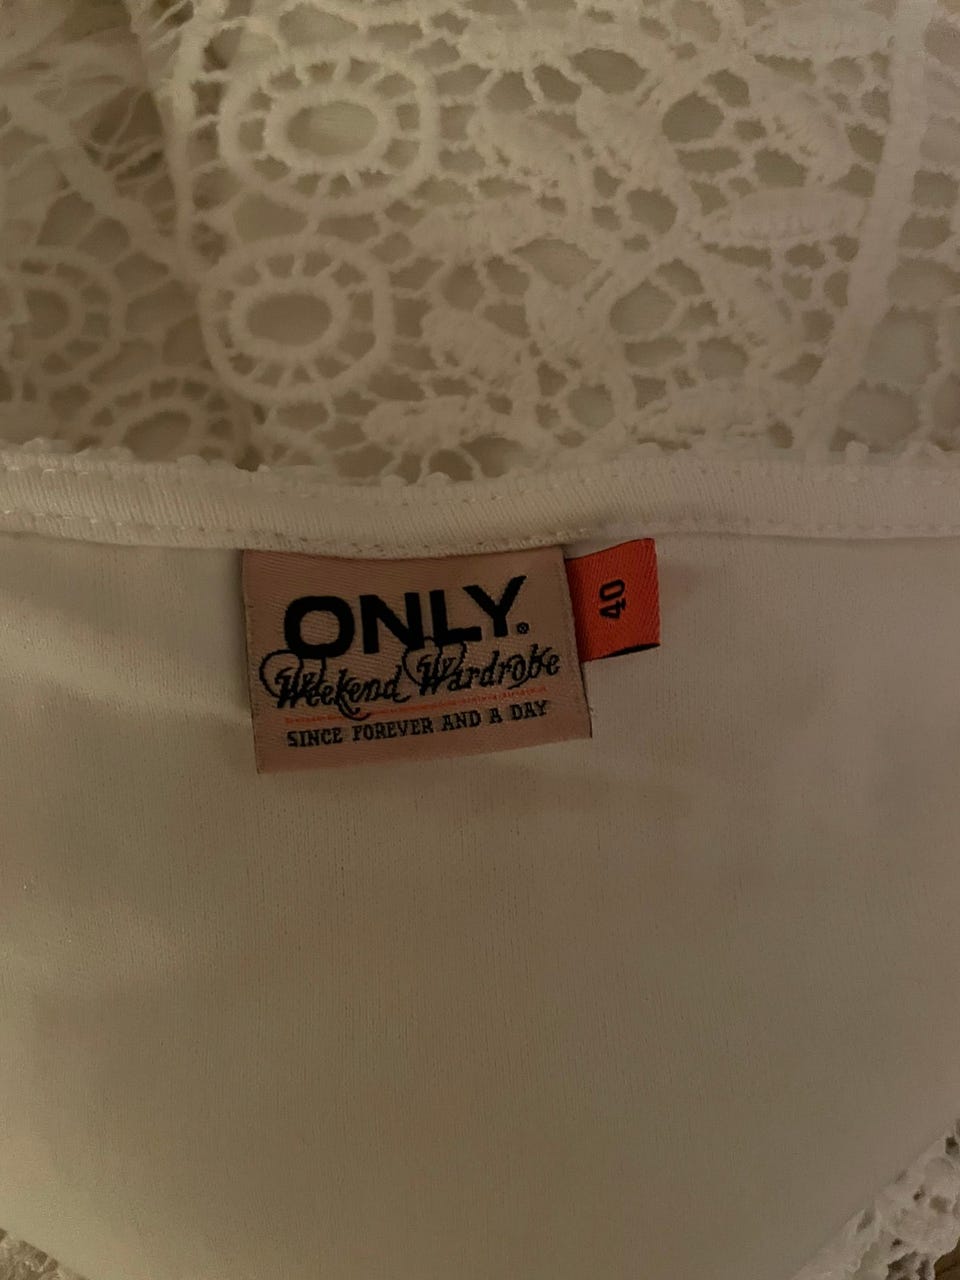 ONLY®
Weekend Wardrobe
SINCE FOREVER AND A DAY
40